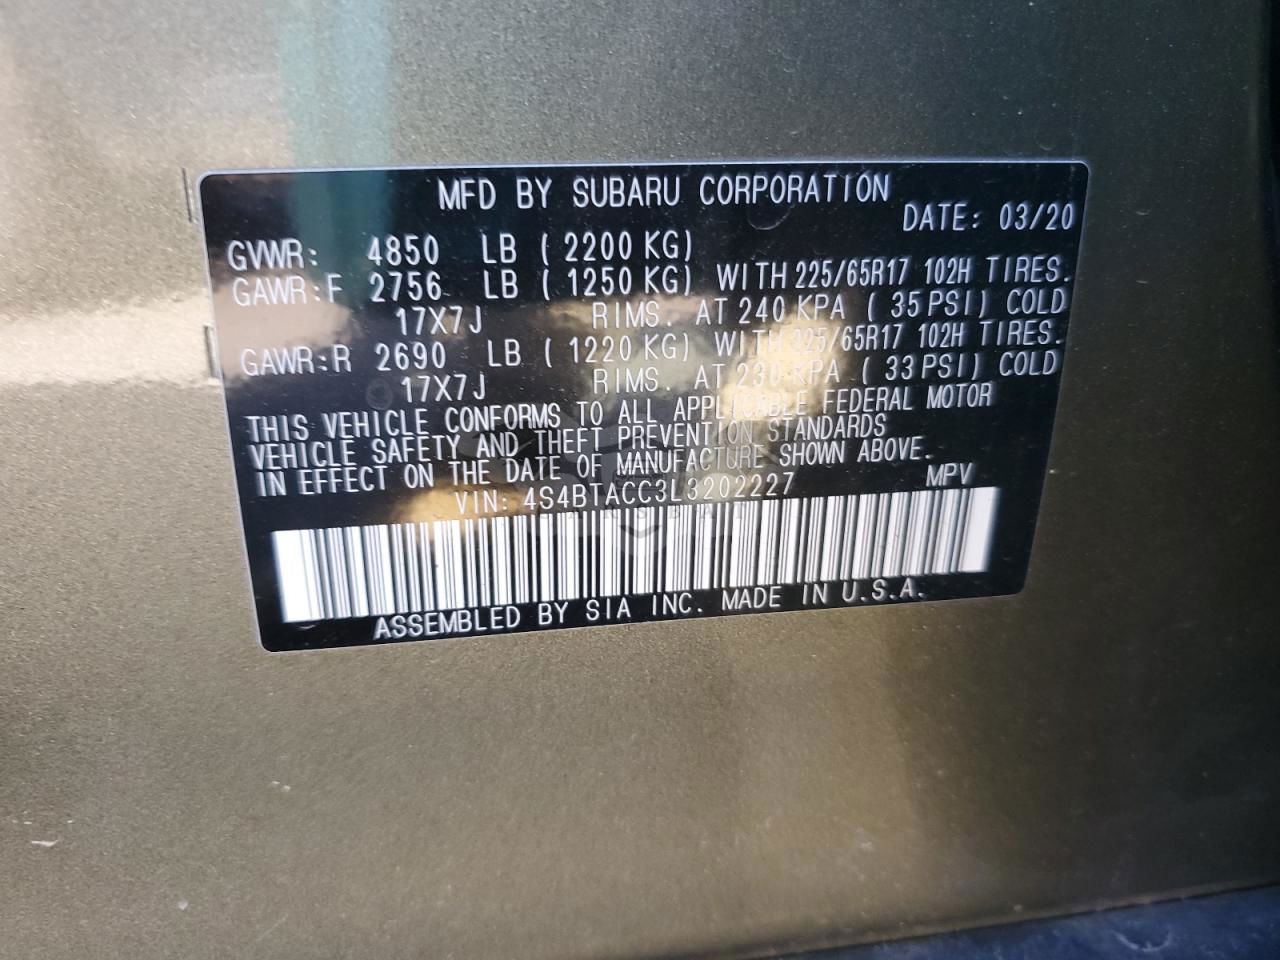 MFD BY SUBARU CORPORATION
DATE: 03/20
GVWR: 4850 LB ( 2200 KG)
GAWR:F 2756 LB ( 1250 KG) WITH 225/65R17 102H TIRES.
17X7J RIMS. AT 240 KPA ( 35 PSI) COLD
GAWR:R 2690 LB ( 1220 KG) WITH 225/65R17 102H TIRES.
17X7J RIMS. AT 230 KPA ( 33 PSI) COLD
THIS VEHICLE CONFORMS TO ALL APPLICABLE FEDERAL MOTOR
VEHICLE SAFETY AND THEFT PREVENTION STANDARDS
IN EFFECT ON THE DATE OF MANUFACTURE SHOWN ABOVE.
VIN: 4S4BTACC3L3202227 MPV
ASSEMBLED BY SIA INC. MADE IN U.S.A.